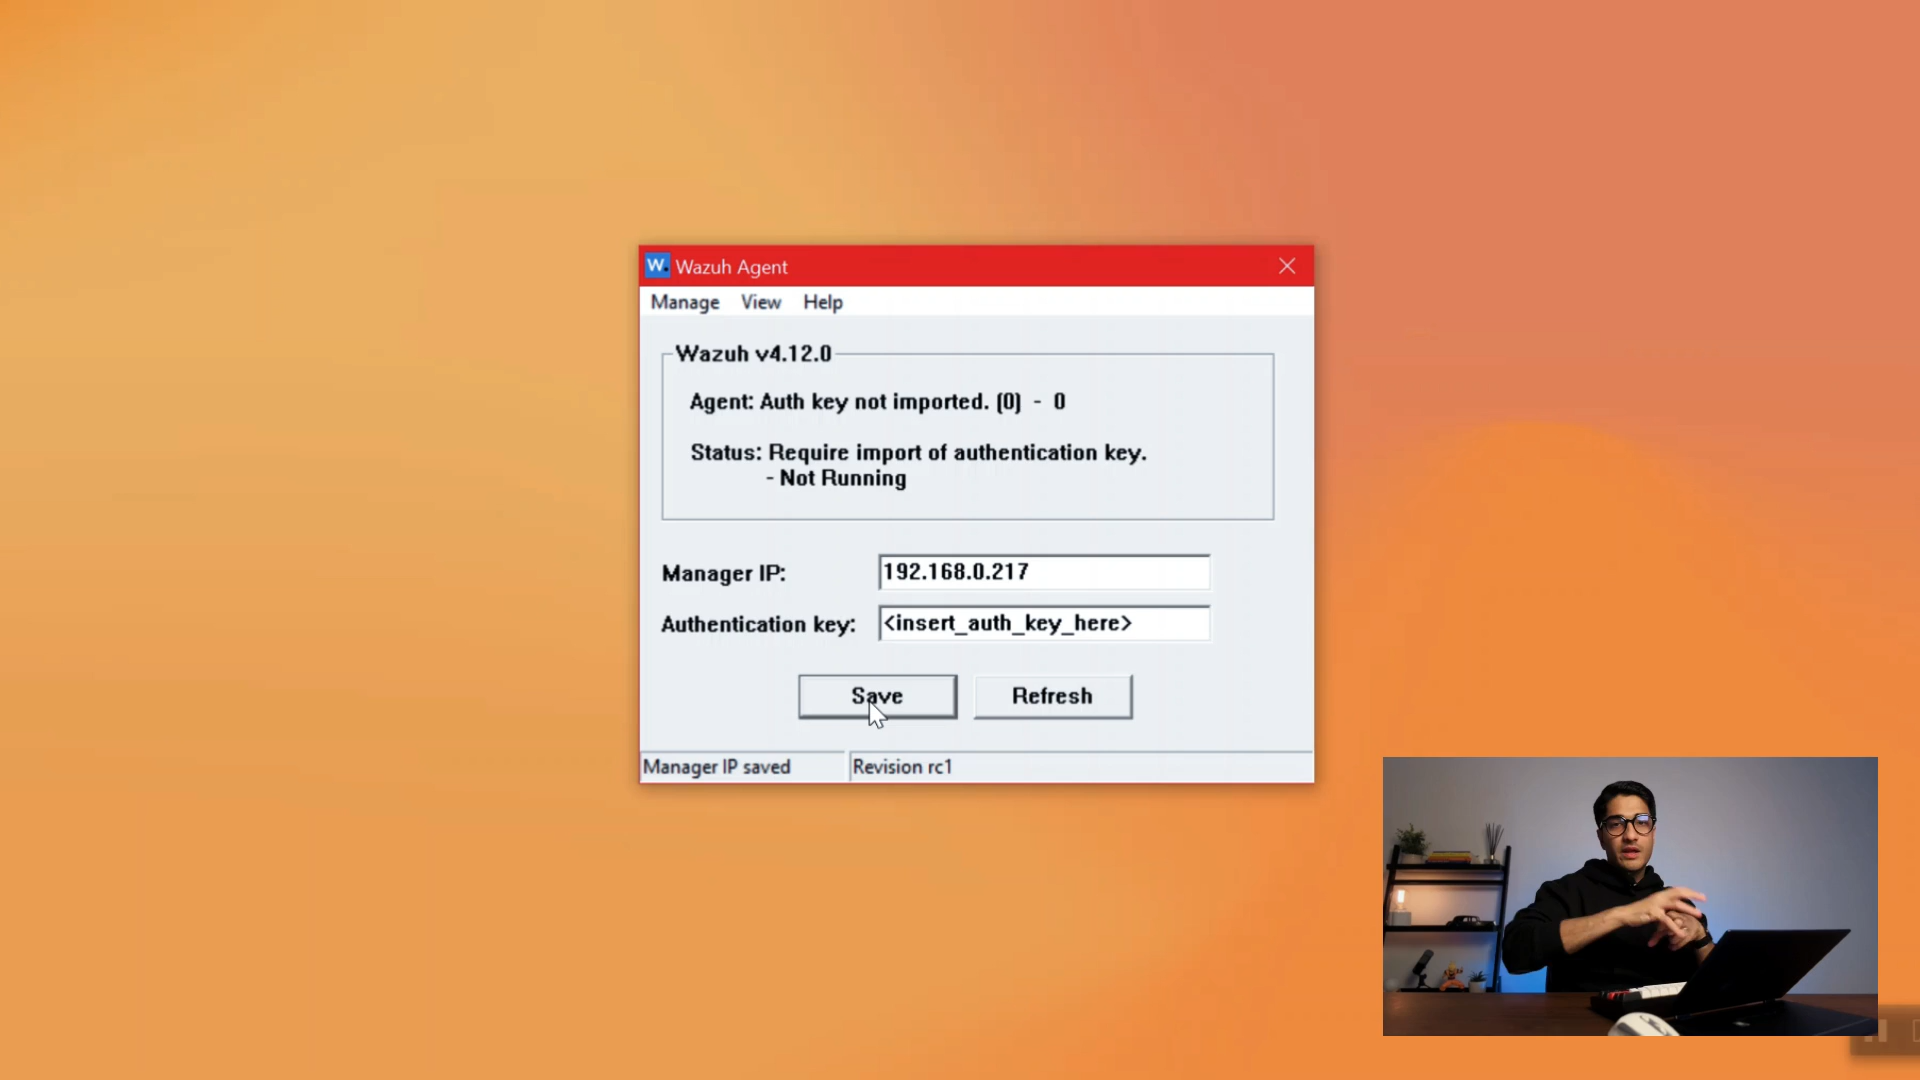 W. Wazuh Agent
Manage View Help
Wazuh v4.12.0
Agent: Auth key not imported. (0) - 0
Status: Require import of authentication key.
- Not Running
Manager IP: 192.168.0.217
Authentication key: <insert_auth_key_here>
Save Refresh
Manager IP saved Revision rc1